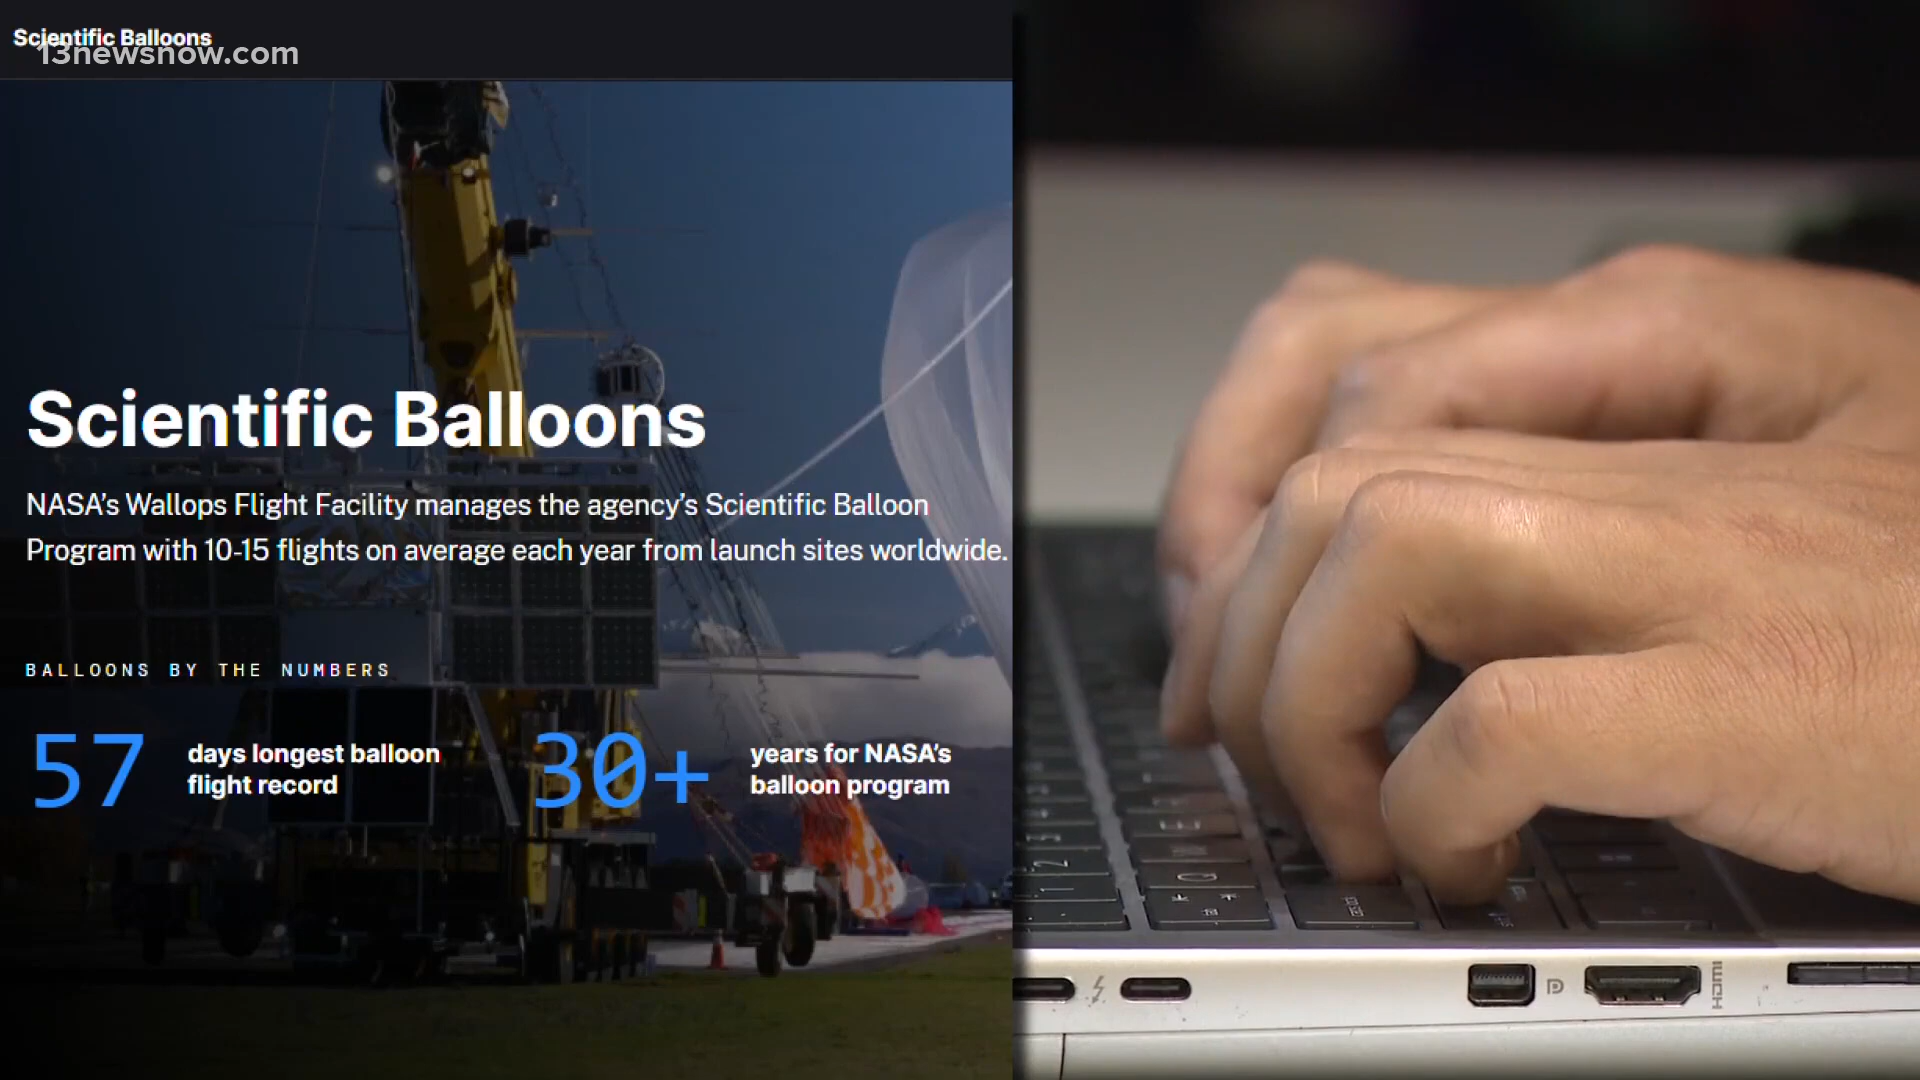 Scientific Balloons
13newsnow.com
Scientific Balloons
NASA's Wallops Flight Facility manages the agency's Scientific Balloon
Program with 10-15 flights on average each year from launch sites worldwide.
BALLOONS BY THE NUMBERS
57
days longest balloon
flight record
30+
years for NASA's
balloon program
HDMI